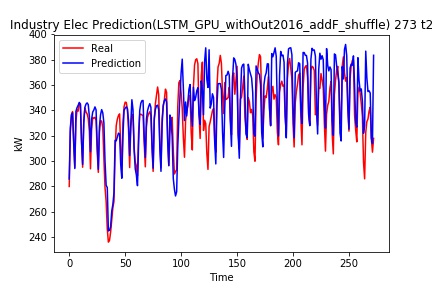 Industry Elec Prediction(LSTM_GPU_withOut2016_addF_shuffle) 273 t2
400
380
360
340
320
300
280
260
240
kW
Real
Prediction
0 50 100 150 200 250
Time